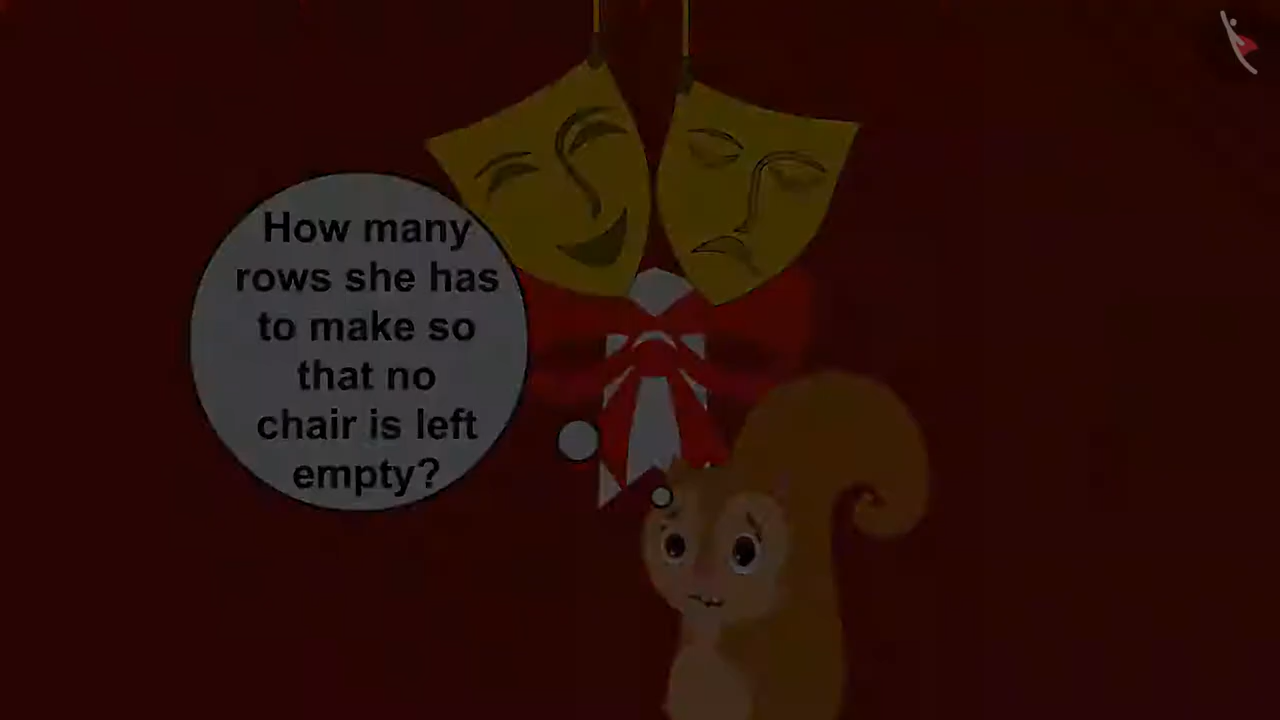 How many
rows she has
to make so
that no
chair is left
empty?